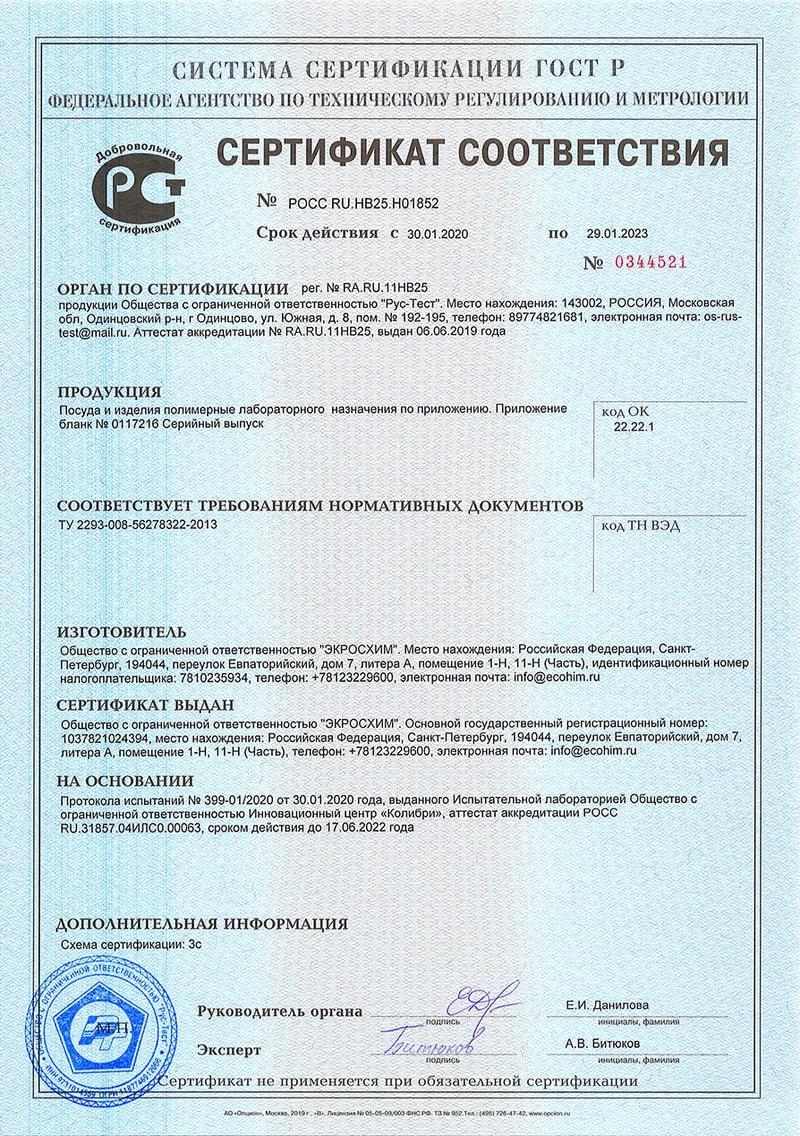 СИСТЕМА СЕРТИФИКАЦИИ ГОСТ Р
ФЕДЕРАЛЬНОЕ АГЕНТСТВО ПО ТЕХНИЧЕСКОМУ РЕГУЛИРОВАНИЮ И МЕТРОЛОГИИ
Добровольная
РСТ
сертификация
СЕРТИФИКАТ СООТВЕТСТВИЯ
№ РОСС RU.НВ25.Н01852
Срок действия с 30.01.2020 по 29.01.2023
№ 0344521
ОРГАН ПО СЕРТИФИКАЦИИ рег. № RA.RU.11НВ25
продукции Общества с ограниченной ответственностью "Рус-Тест". Место нахождения: 143002, РОССИЯ, Московская
обл, Одинцовский р-н, г Одинцово, ул. Южная, д. 8, пом. № 192-195, телефон: 89774821681, электронная почта: os-rus-
test@mail.ru. Аттестат аккредитации № RA.RU.11НВ25, выдан 06.06.2019 года
ПРОДУКЦИЯ
Посуда и изделия полимерные лабораторного назначения по приложению. Приложение
бланк № 0117216 Серийный выпуск
код ОК
22.22.1
СООТВЕТСТВУЕТ ТРЕБОВАНИЯМ НОРМАТИВНЫХ ДОКУМЕНТОВ
ТУ 2293-008-56278322-2013
код ТН ВЭД
ИЗГОТОВИТЕЛЬ
Общество с ограниченной ответственностью "ЭКРОСХИМ". Место нахождения: Российская Федерация, Санкт-
Петербург, 194044, переулок Евпаторийский, дом 7, литера А, помещение 1-Н, 11-Н (Часть), идентификационный номер
налогоплательщика: 7810235934, телефон: +78123229600, электронная почта: info@ecohim.ru
СЕРТИФИКАТ ВЫДАН
Общество с ограниченной ответственностью "ЭКРОСХИМ". Основной государственный регистрационный номер:
1037821024394, место нахождения: Российская Федерация, Санкт-Петербург, 194044, переулок Евпаторийский, дом 7,
литера А, помещение 1-Н, 11-Н (Часть), телефон: +78123229600, электронная почта: info@ecohim.ru
НА ОСНОВАНИИ
Протокола испытаний № 399-01/2020 от 30.01.2020 года, выданного Испытательной лабораторией Общество с
ограниченной ответственностью Инновационный центр «Колибри», аттестат аккредитации РОСС
RU.31857.04ИЛС0.00063, сроком действия до 17.06.2022 года
ДОПОЛНИТЕЛЬНАЯ ИНФОРМАЦИЯ
Схема сертификации: 3с
С ОГРАНИЧЕННОЙ ОТВЕТСТВЕННОСТЬЮ "Рус-Тест"
М.П.
Руководитель органа
подпись
Е.И. Данилова
инициалы, фамилия
Эксперт
Битюков
подпись
А.В. Битюков
инициалы, фамилия
Сертификат не применяется при обязательной сертификации
АО «Опцион», Москва, 2019 г. «В». Лицензия № 05-05-09/003 ФНС РФ. ТЗ № 952. Тел.: (495) 726-47-42, www.opcion.ru